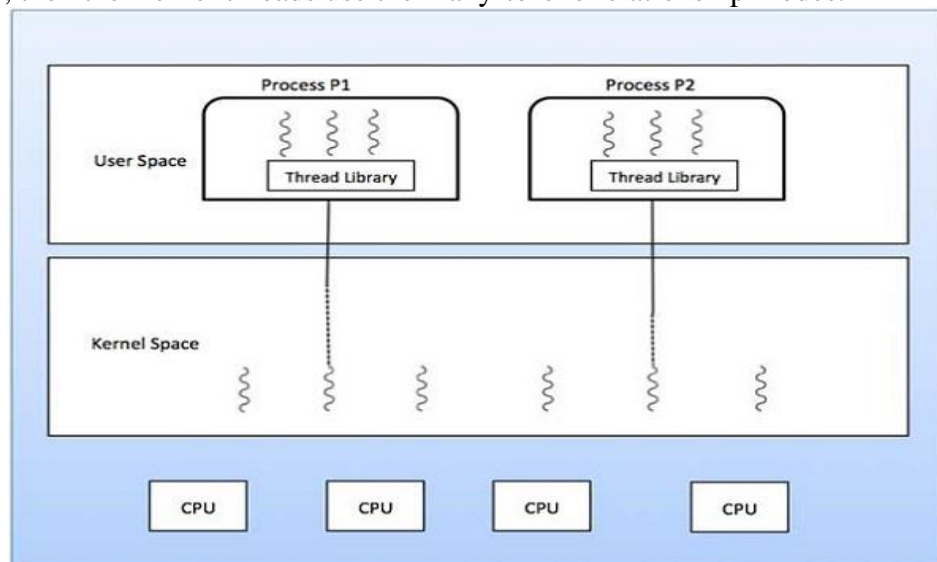 Process P1
Process P2
User Space
Thread Library
Thread Library
Kernel Space
CPU
CPU
CPU
CPU